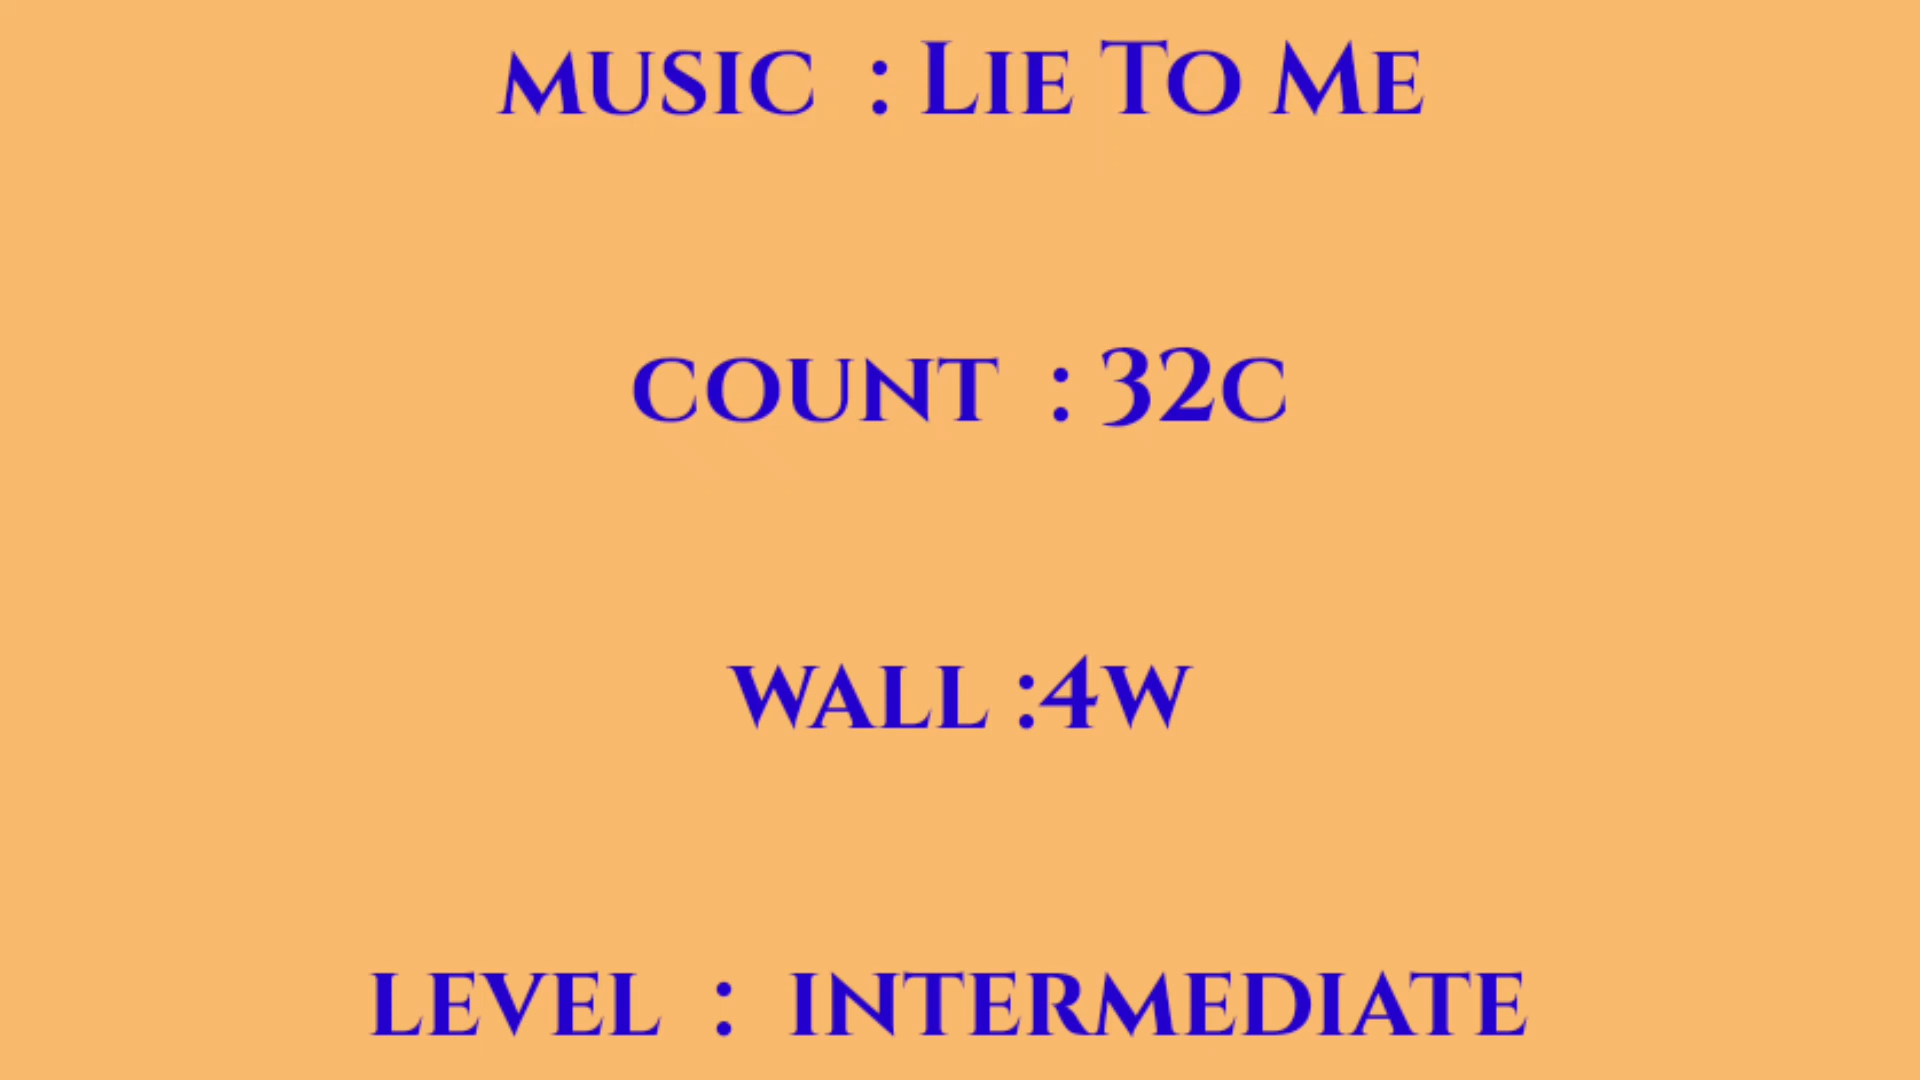 music : Lie To Me
count : 32c
wall :4w
level : intermediate